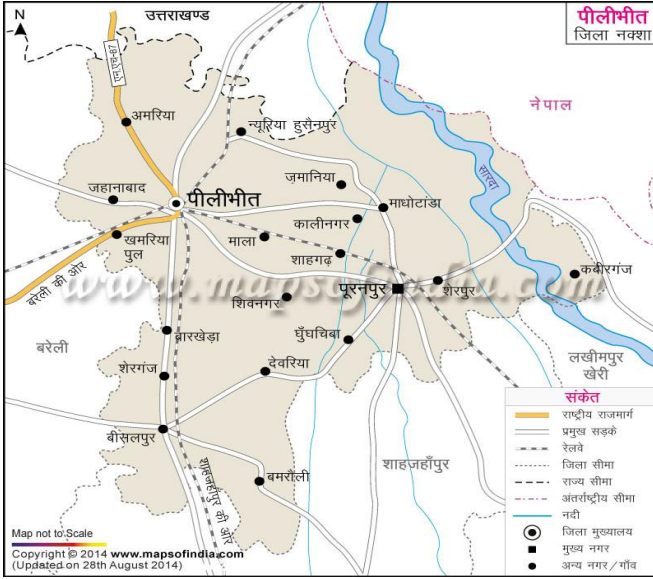 पीलीभीत
जिला नक्शा
N
उत्तराखण्ड
एन एच-87
नेपाल
अमरिया
न्यूरिया हुसैनपुर
सारदा
जहानाबाद
ज़मानिया
पीलीभीत
माधोटांडा
कालीनगर
खमरिया
पुल
माला
शाहगढ़
बरेली की ओर
पूरनपुर
शेरपुर
कबीरगंज
www.mapsofindia.com
शिवनगर
बरेली
बारखेड़ा
घुँघचिबा
लखीमपुर
खेरी
शेरगंज
देवरिया
बीसलपुर
शाहजहाँपुर
बमरौली
शाहजहाँपुर की ओर
संकेत
राष्ट्रीय राजमार्ग
प्रमुख सड़के
रेलवे
जिला सीमा
राज्य सीमा
अंतर्राष्ट्रीय सीमा
नदी
जिला मुख्यालय
मुख्य नगर
अन्य नगर/गाँव
Map not to Scale
Copyright © 2014 www.mapsofindia.com
(Updated on 28th August 2014)